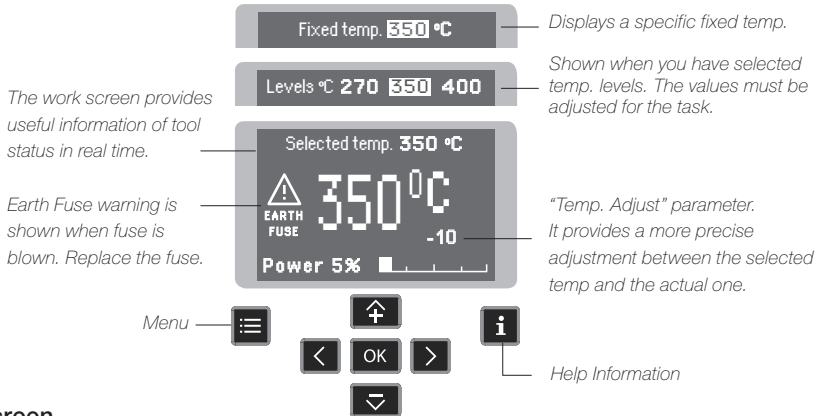 Fixed temp. 350 ºC
Displays a specific fixed temp.
Levels ºC 270 350 400
Shown when you have selected
temp. levels. The values must be
adjusted for the task.
The work screen provides
useful information of tool
status in real time.
Selected temp. 350 ºC
Earth Fuse warning is
shown when fuse is
blown. Replace the fuse.
EARTH
FUSE
350ºC
-10
Power 5%
"Temp. Adjust" parameter.
It provides a more precise
adjustment between the selected
temp and the actual one.
Menu
i
OK
Help Information